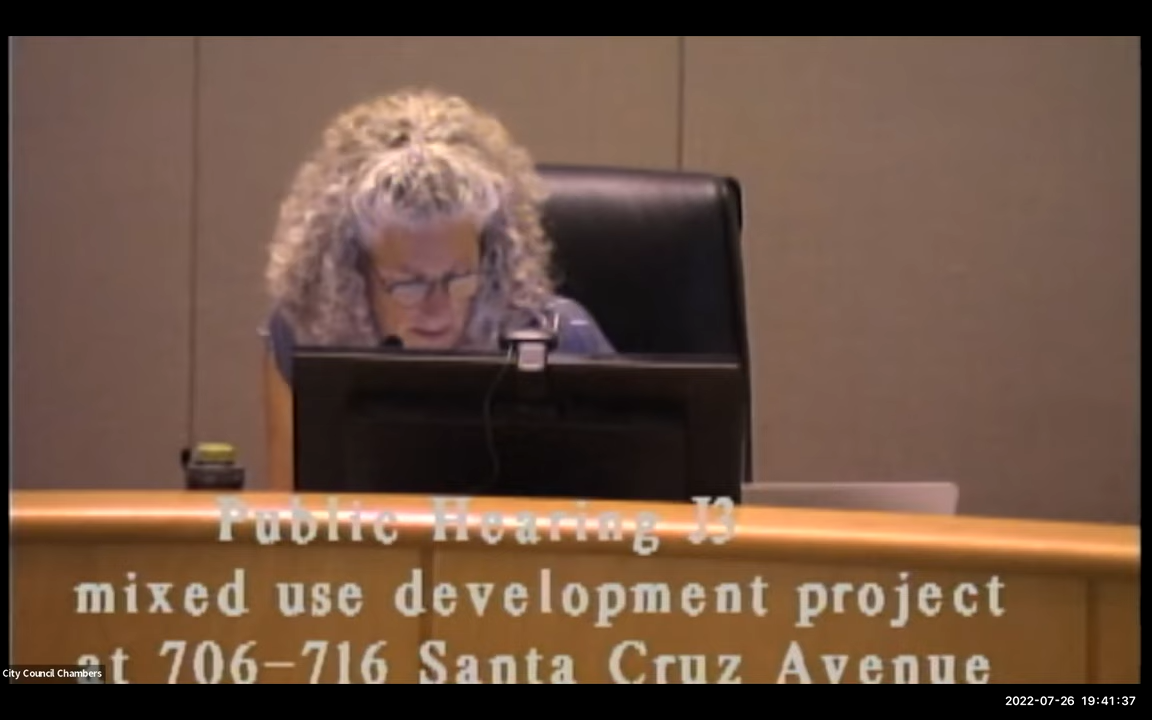 Public Hearing J3
mixed use development project
at 706-716 Santa Cruz Avenue
City Council Chambers
2022-07-26 19:41:37